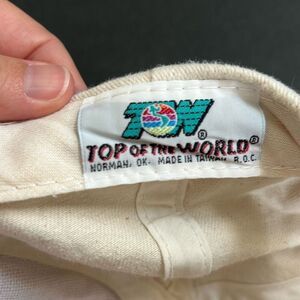 TOW®
TOP OF THE WORLD®
NORMAN, OK. MADE IN TAIWAN R.O.C.